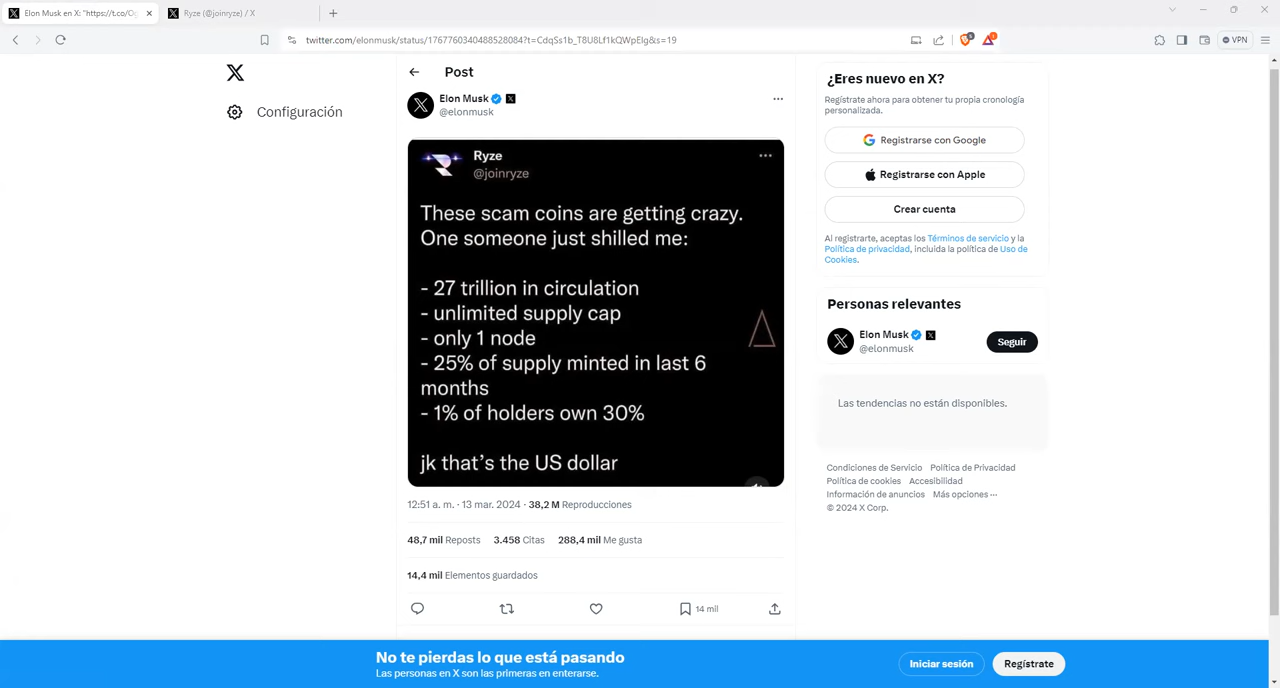 Elon Musk en X: "https://t.co/Og
Ryze (@joinryze) / X
twitter.com/elonmusk/status/1767760340488528084?t=CdqSs1b_T8U8Lf1kQWpEIg&s=19
VPN
Configuración
Post
Elon Musk
@elonmusk
Ryze
@joinryze
These scam coins are getting crazy.
One someone just shilled me:
- 27 trillion in circulation
- unlimited supply cap
- only 1 node
- 25% of supply minted in last 6
months
- 1% of holders own 30%
jk that's the US dollar
12:51 a. m. · 13 mar. 2024 · 38,2 M Reproducciones
48,7 mil Reposts 3.458 Citas 288,4 mil Me gusta
14,4 mil Elementos guardados
14 mil
¿Eres nuevo en X?
Regístrate ahora para obtener tu propia cronología
personalizada.
Registrarse con Google
Registrarse con Apple
Crear cuenta
Al registrarte, aceptas los Términos de servicio y la
Política de privacidad, incluida la política de Uso de
Cookies.
Personas relevantes
Elon Musk
@elonmusk
Seguir
Las tendencias no están disponibles.
Condiciones de Servicio Política de Privacidad
Política de cookies Accesibilidad
Información de anuncios Más opciones ···
© 2024 X Corp.
No te pierdas lo que está pasando
Las personas en X son las primeras en enterarse.
Iniciar sesión
Regístrate